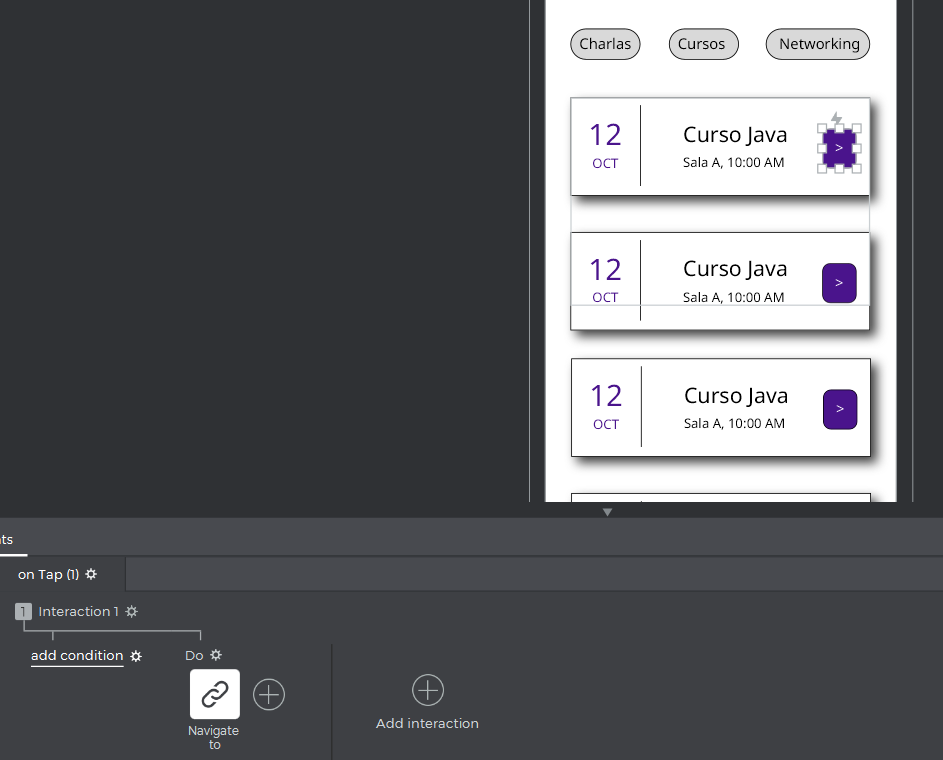 Charlas Cursos Networking
12
OCT
Curso Java
Sala A, 10:00 AM
>
12
OCT
Curso Java
Sala A, 10:00 AM
>
12
OCT
Curso Java
Sala A, 10:00 AM
>
on Tap (1)
1 Interaction 1
add condition
Do
Navigate
to
Add interaction